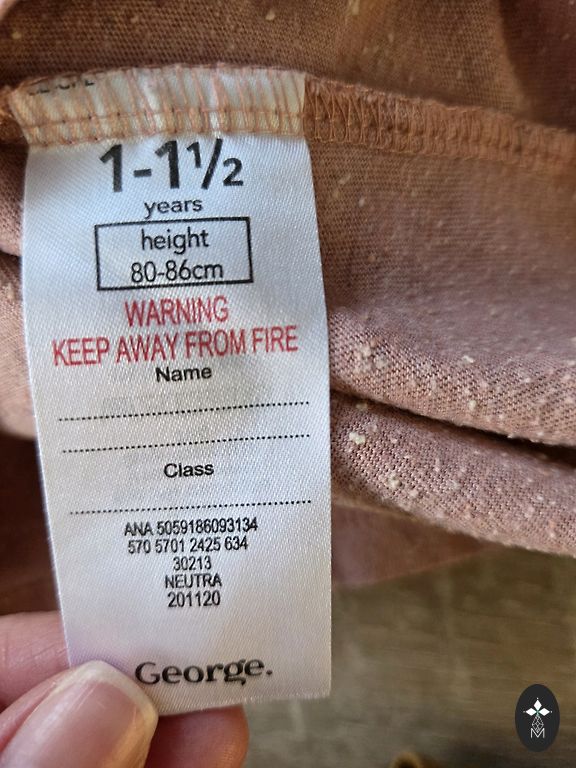 1-1½
years
height
80-86cm
WARNING
KEEP AWAY FROM FIRE
Name
Class
ANA 5059186093134
570 5701 2425 634
30213
NEUTRA
201120
George.
M